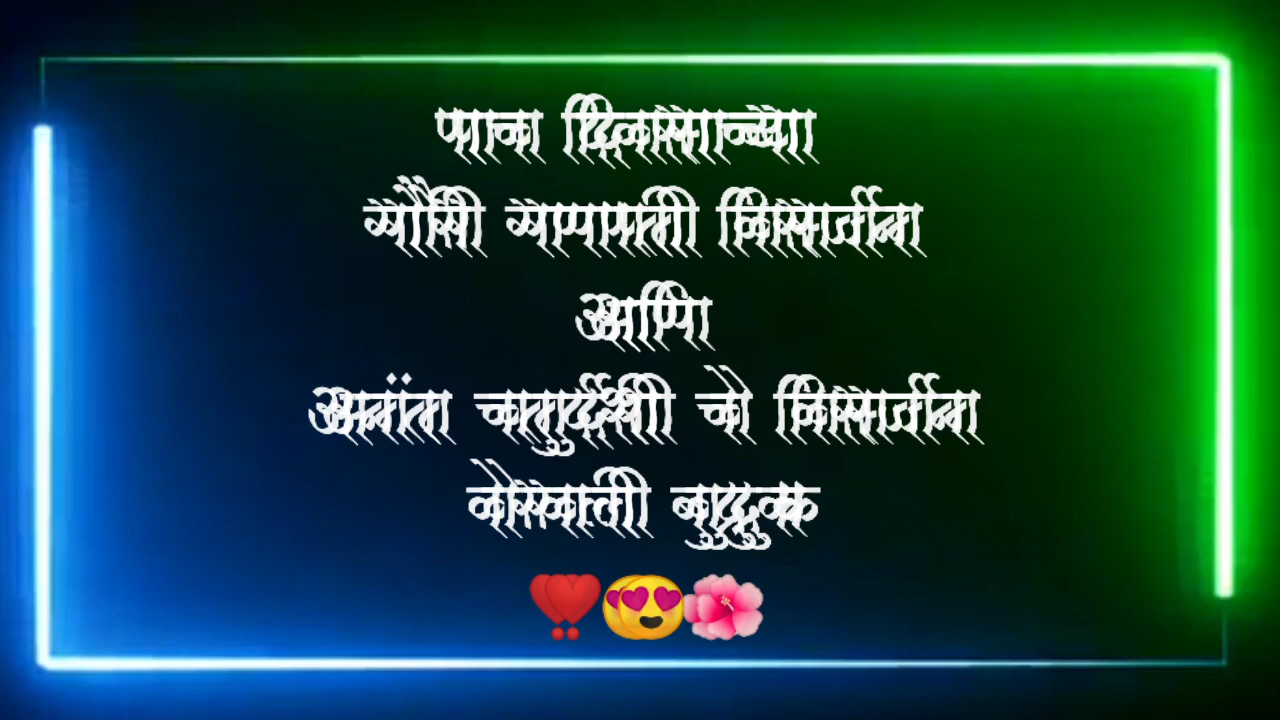 पाच दिवसाच्या
गौरी गणपती विसर्जन
आणि
अनंत चतुर्दशी चे विसर्जन
बुद्रुक
❣😍🌺